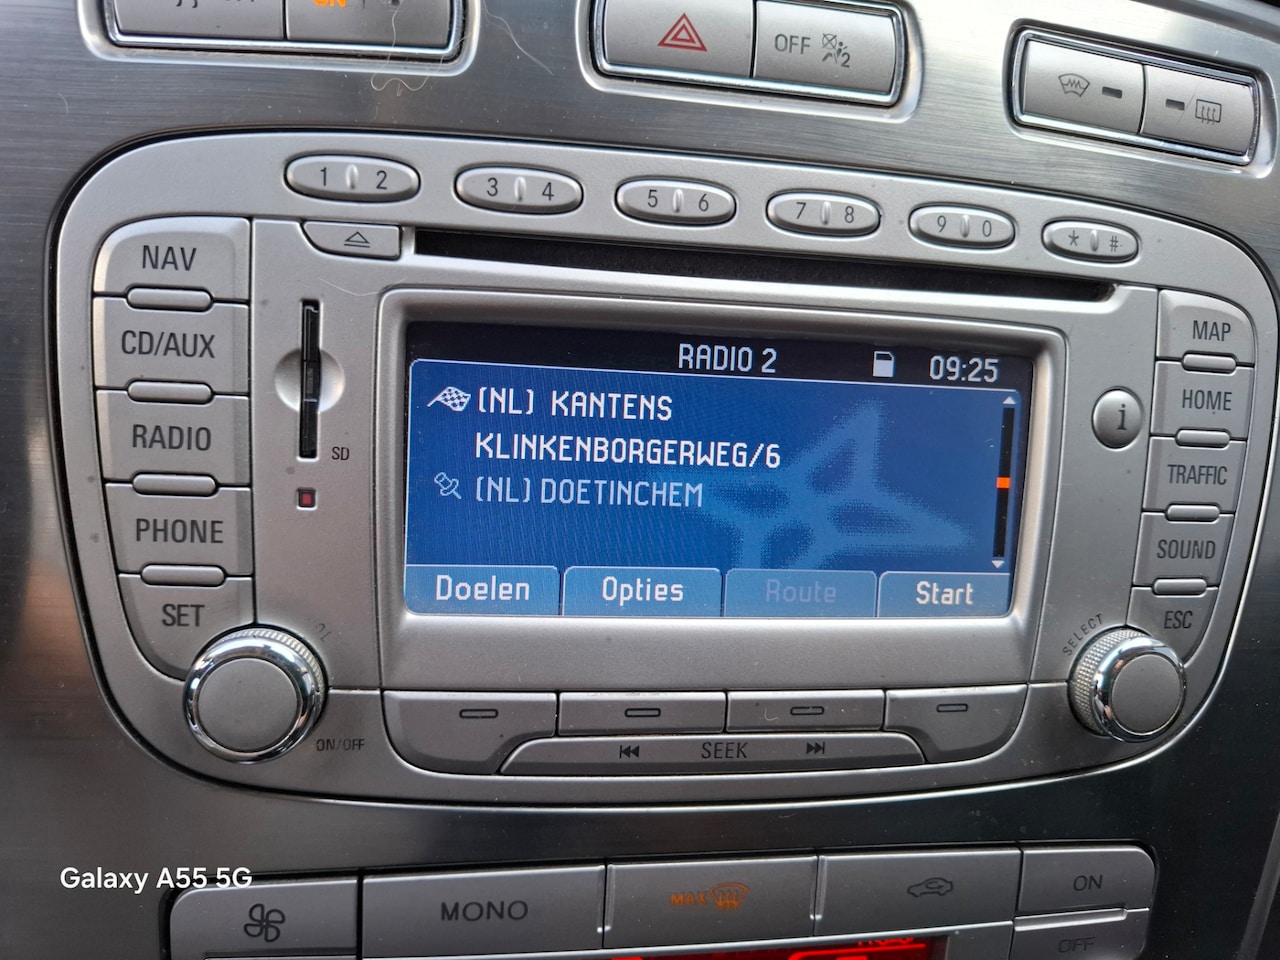 ON
OFF 2
1 2
3 4
5 6
7 8
9 0
* #
NAV
CD/AUX
RADIO
PHONE
SET
SD
RADIO 2 09:25
(NL) KANTENS
KLINKENBORGERWEG/6
(NL) DOETINCHEM
Doelen Opties Route Start
MAP
i
HOME
TRAFFIC
SOUND
ESC
SELECT
ON/OFF
SEEK
Galaxy A55 5G
MONO
MAX
ON
OFF